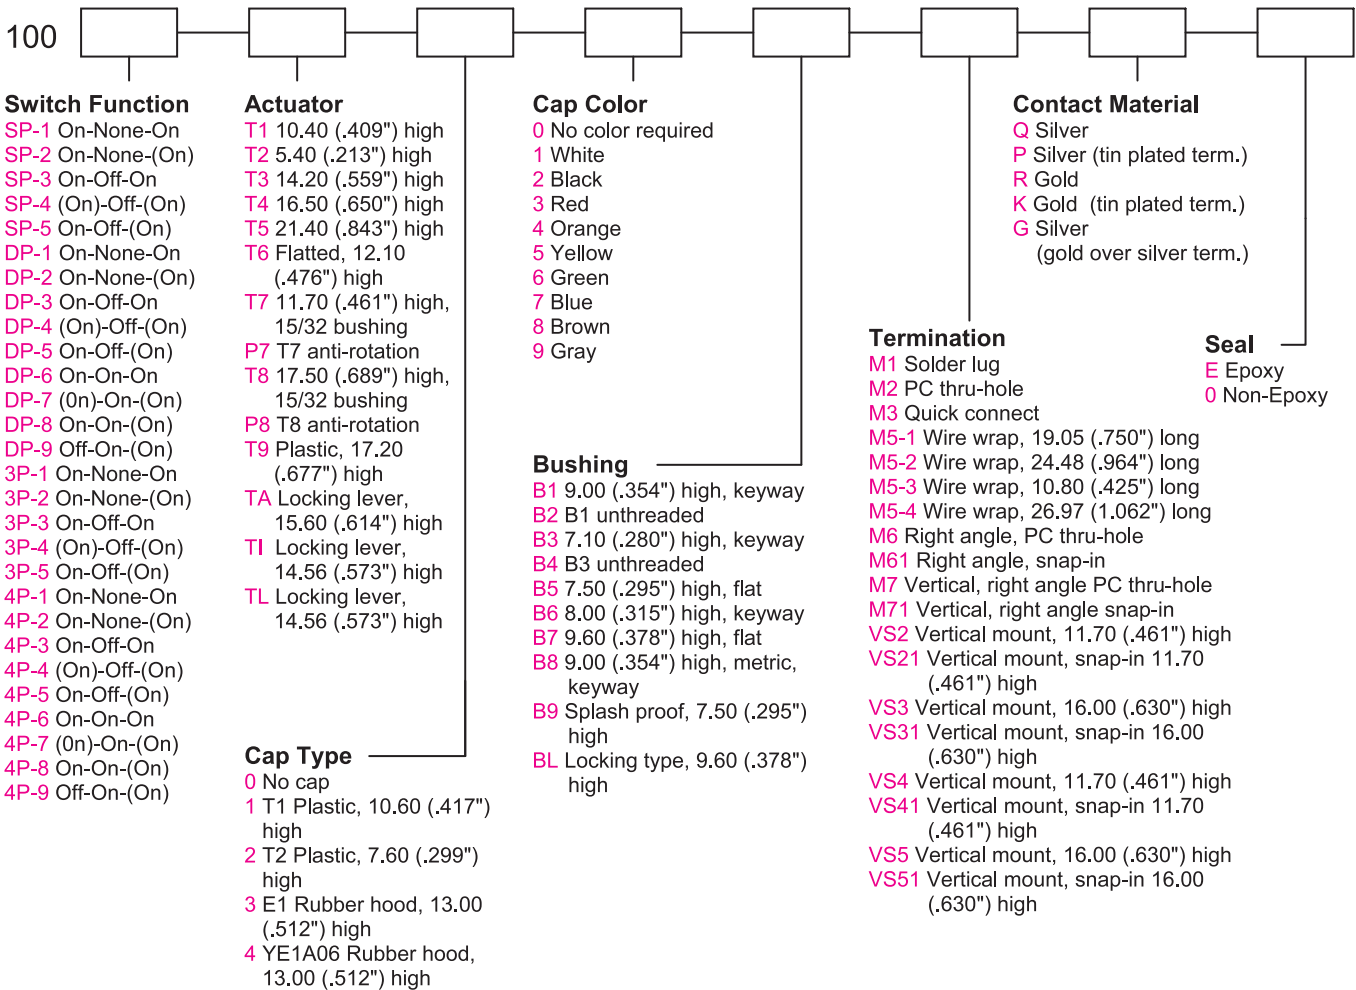 100
Switch Function
SP-1 On-None-On
SP-2 On-None-(On)
SP-3 On-Off-On
SP-4 (On)-Off-(On)
SP-5 On-Off-(On)
DP-1 On-None-On
DP-2 On-None-(On)
DP-3 On-Off-On
DP-4 (On)-Off-(On)
DP-5 On-Off-(On)
DP-6 On-On-On
DP-7 (0n)-On-(On)
DP-8 On-On-(On)
DP-9 Off-On-(On)
3P-1 On-None-On
3P-2 On-None-(On)
3P-3 On-Off-On
3P-4 (On)-Off-(On)
3P-5 On-Off-(On)
4P-1 On-None-On
4P-2 On-None-(On)
4P-3 On-Off-On
4P-4 (On)-Off-(On)
4P-5 On-Off-(On)
4P-6 On-On-On
4P-7 (0n)-On-(On)
4P-8 On-On-(On)
4P-9 Off-On-(On)
Actuator
T1 10.40 (.409") high
T2 5.40 (.213") high
T3 14.20 (.559") high
T4 16.50 (.650") high
T5 21.40 (.843") high
T6 Flatted, 12.10
(.476") high
T7 11.70 (.461") high,
15/32 bushing
P7 T7 anti-rotation
T8 17.50 (.689") high,
15/32 bushing
P8 T8 anti-rotation
T9 Plastic, 17.20
(.677") high
TA Locking lever,
15.60 (.614") high
TI Locking lever,
14.56 (.573") high
TL Locking lever,
14.56 (.573") high
Cap Type
0 No cap
1 T1 Plastic, 10.60 (.417")
high
2 T2 Plastic, 7.60 (.299")
high
3 E1 Rubber hood, 13.00
(.512") high
4 YE1A06 Rubber hood,
13.00 (.512") high
Cap Color
0 No color required
1 White
2 Black
3 Red
4 Orange
5 Yellow
6 Green
7 Blue
8 Brown
9 Gray
Bushing
B1 9.00 (.354") high, keyway
B2 B1 unthreaded
B3 7.10 (.280") high, keyway
B4 B3 unthreaded
B5 7.50 (.295") high, flat
B6 8.00 (.315") high, keyway
B7 9.60 (.378") high, flat
B8 9.00 (.354") high, metric,
keyway
B9 Splash proof, 7.50 (.295")
high
BL Locking type, 9.60 (.378")
high
Termination
M1 Solder lug
M2 PC thru-hole
M3 Quick connect
M5-1 Wire wrap, 19.05 (.750") long
M5-2 Wire wrap, 24.48 (.964") long
M5-3 Wire wrap, 10.80 (.425") long
M5-4 Wire wrap, 26.97 (1.062") long
M6 Right angle, PC thru-hole
M61 Right angle, snap-in
M7 Vertical, right angle PC thru-hole
M71 Vertical, right angle snap-in
VS2 Vertical mount, 11.70 (.461") high
VS21 Vertical mount, snap-in 11.70
(.461") high
VS3 Vertical mount, 16.00 (.630") high
VS31 Vertical mount, snap-in 16.00
(.630") high
VS4 Vertical mount, 11.70 (.461") high
VS41 Vertical mount, snap-in 11.70
(.461") high
VS5 Vertical mount, 16.00 (.630") high
VS51 Vertical mount, snap-in 16.00
(.630") high
Contact Material
Q Silver
P Silver (tin plated term.)
R Gold
K Gold (tin plated term.)
G Silver
(gold over silver term.)
Seal
E Epoxy
0 Non-Epoxy